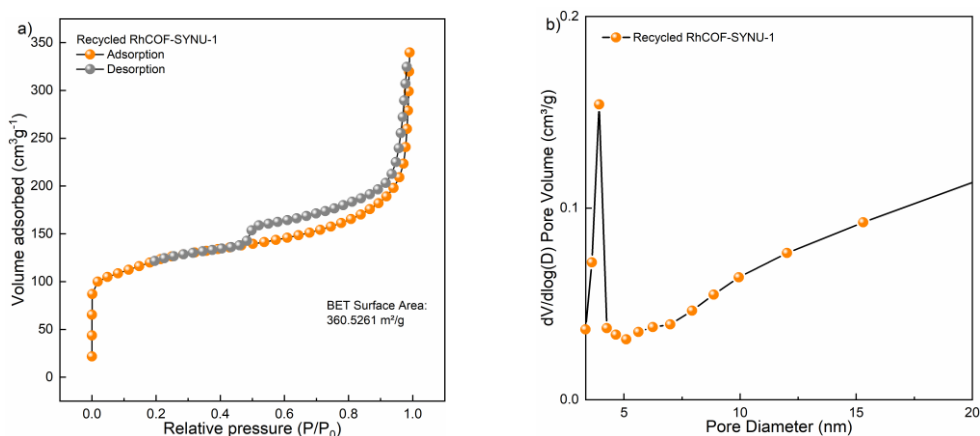 a)
Recycled RhCOF-SYNU-1
Adsorption
Desorption
350
300
250
200
150
100
50
0
Volume adsorbed (cm³g⁻¹)
BET Surface Area:
360.5261 m²/g
0.0 0.2 0.4 0.6 0.8 1.0
Relative pressure (P/P₀)
b)
Recycled RhCOF-SYNU-1
0.2
0.1
0.0
dV/dlog(D) Pore Volume (cm³/g)
5 10 15 20
Pore Diameter (nm)